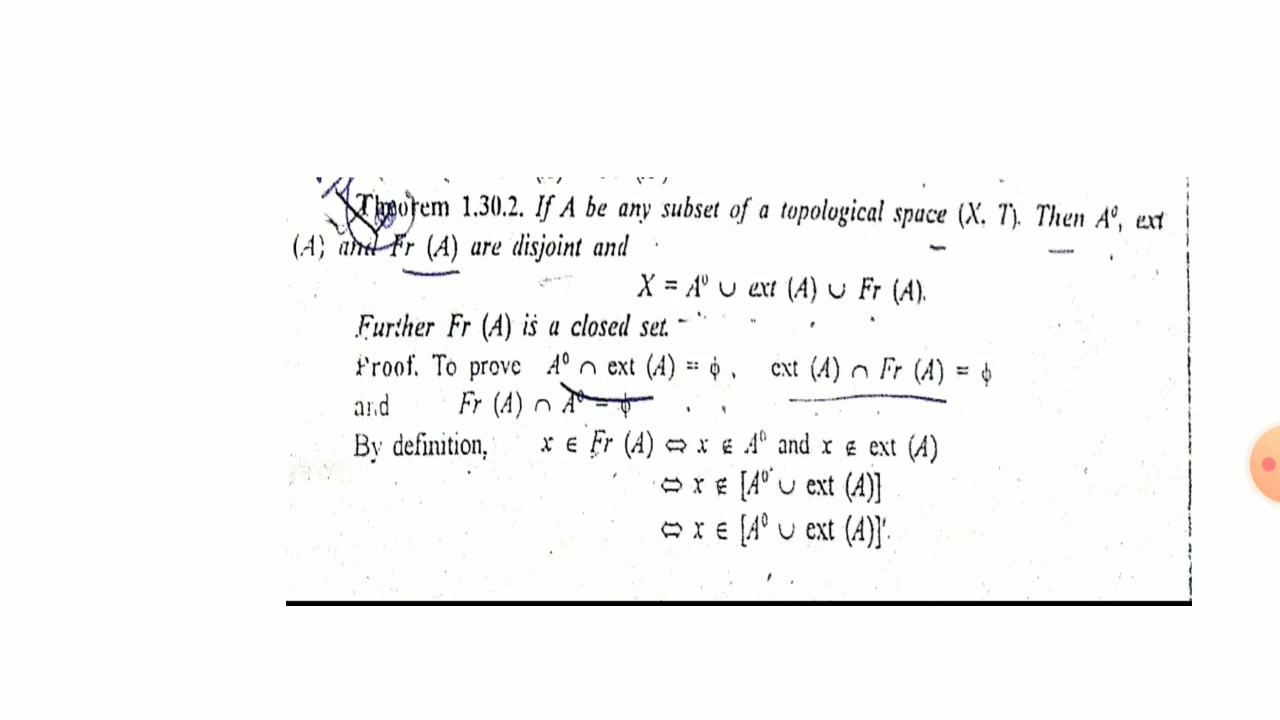 Theorem 1.30.2. If A be any subset of a topological space (X, T). Then A⁰, ext
(A) and Fr (A) are disjoint and
X = A⁰ ∪ ext (A) ∪ Fr (A).
Further Fr (A) is a closed set.
Proof. To prove A⁰ ∩ ext (A) = ϕ, ext (A) ∩ Fr (A) = ϕ
and Fr (A) ∩ A⁰ = ϕ
By definition, x ∈ Fr (A) ⇔ x ∉ A⁰ and x ∉ ext (A)
⇔ x ∉ [A⁰ ∪ ext (A)]
⇔ x ∈ [A⁰ ∪ ext (A)]'.